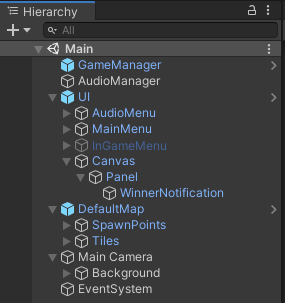 Hierarchy
All
Main
GameManager
AudioManager
UI
AudioMenu
MainMenu
InGameMenu
Canvas
Panel
WinnerNotification
DefaultMap
SpawnPoints
Tiles
Main Camera
Background
EventSystem